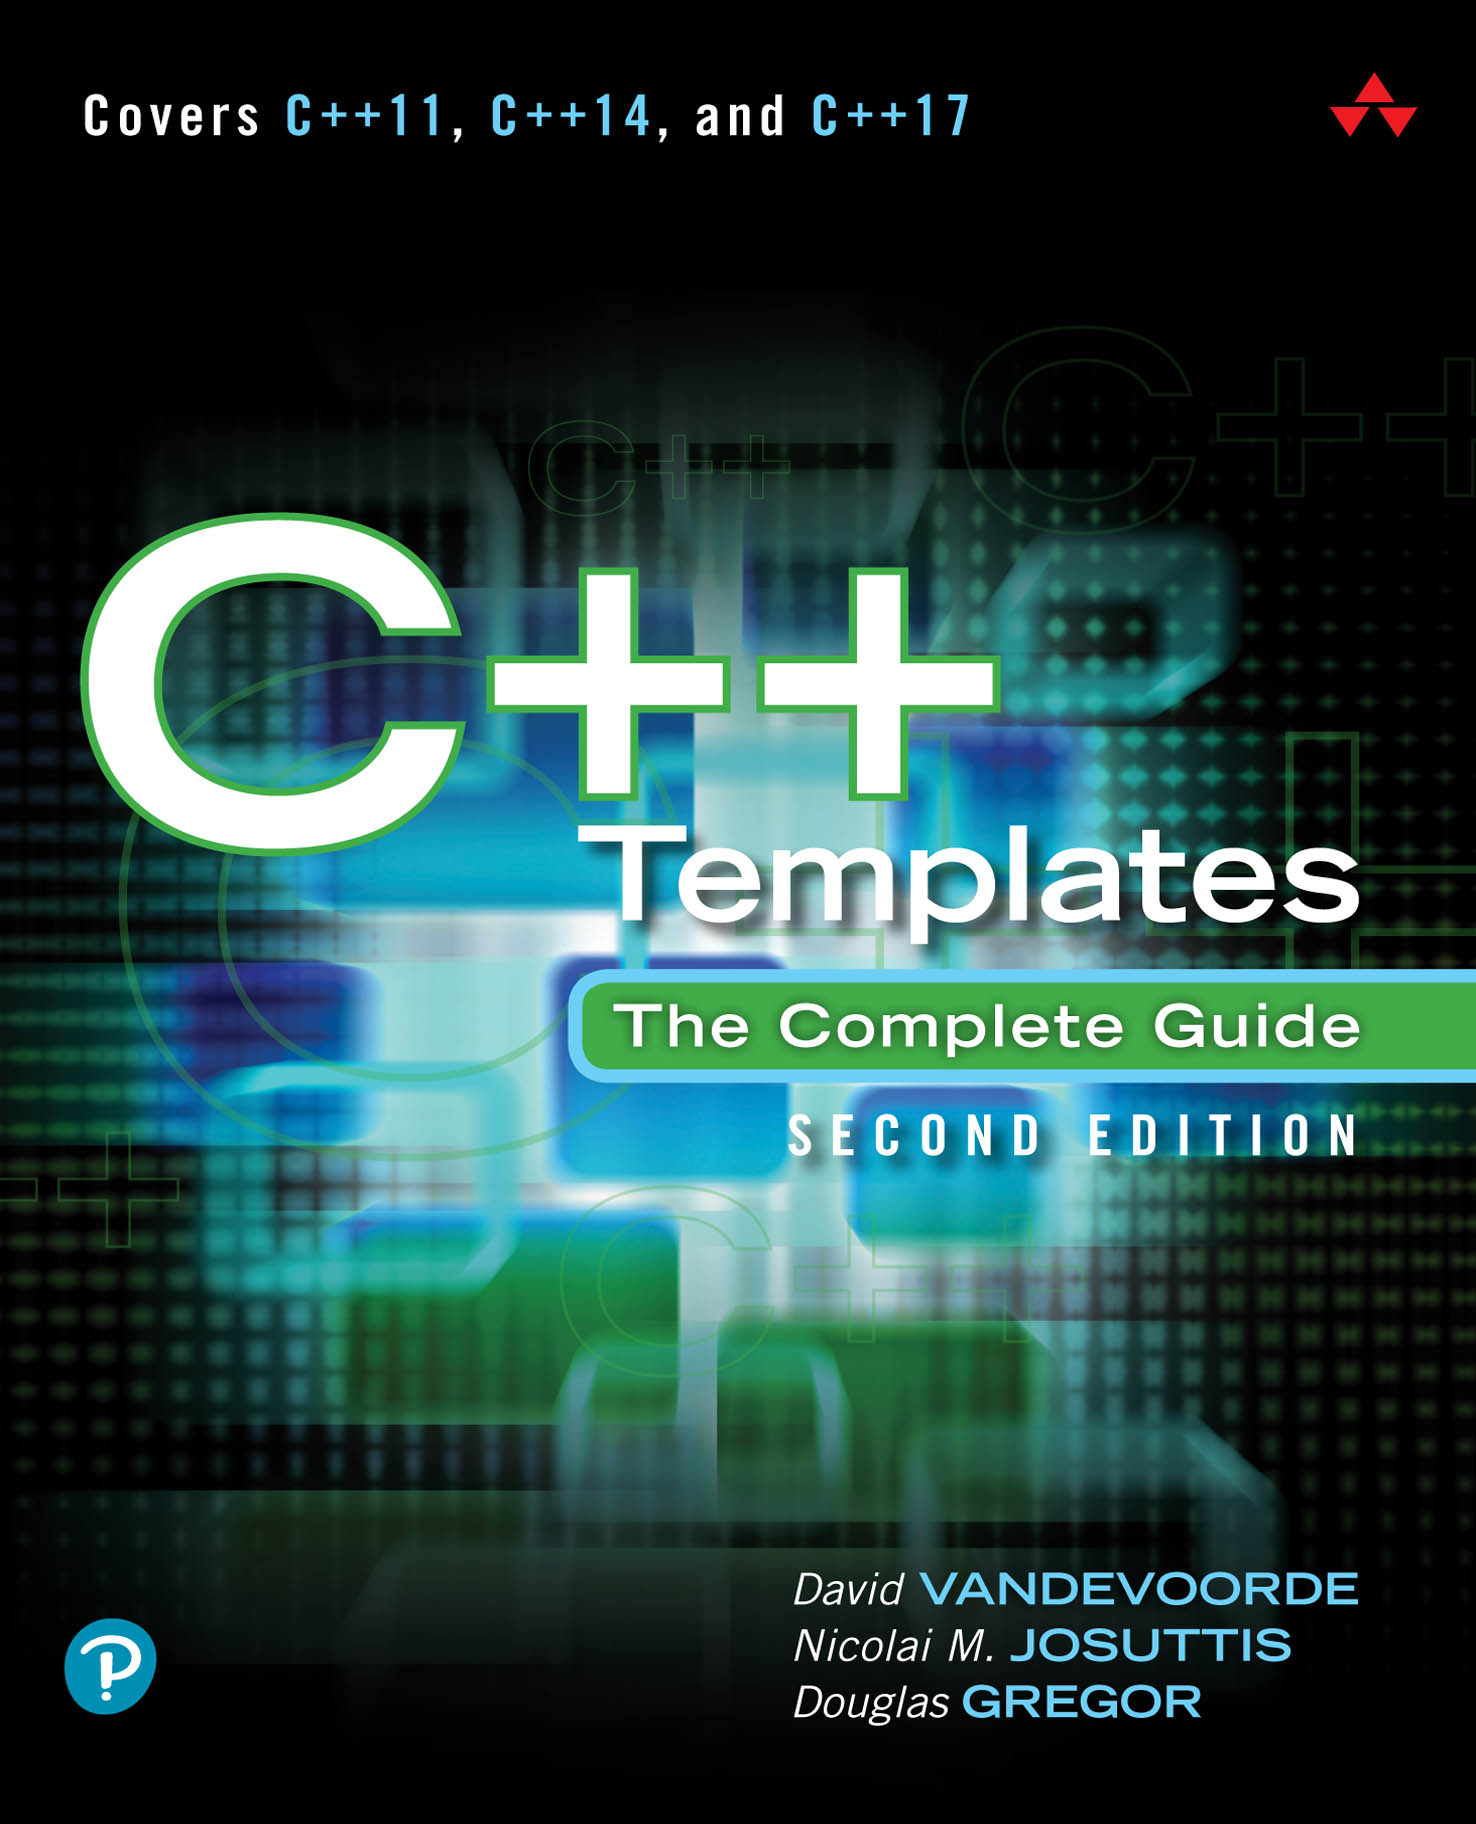 Covers C++11, C++14, and C++17
C++
C++
C++
Templates
The Complete Guide
SECOND EDITION
++
C++
David VANDEVOORDE
Nicolai M. JOSUTTIS
Douglas GREGOR
P